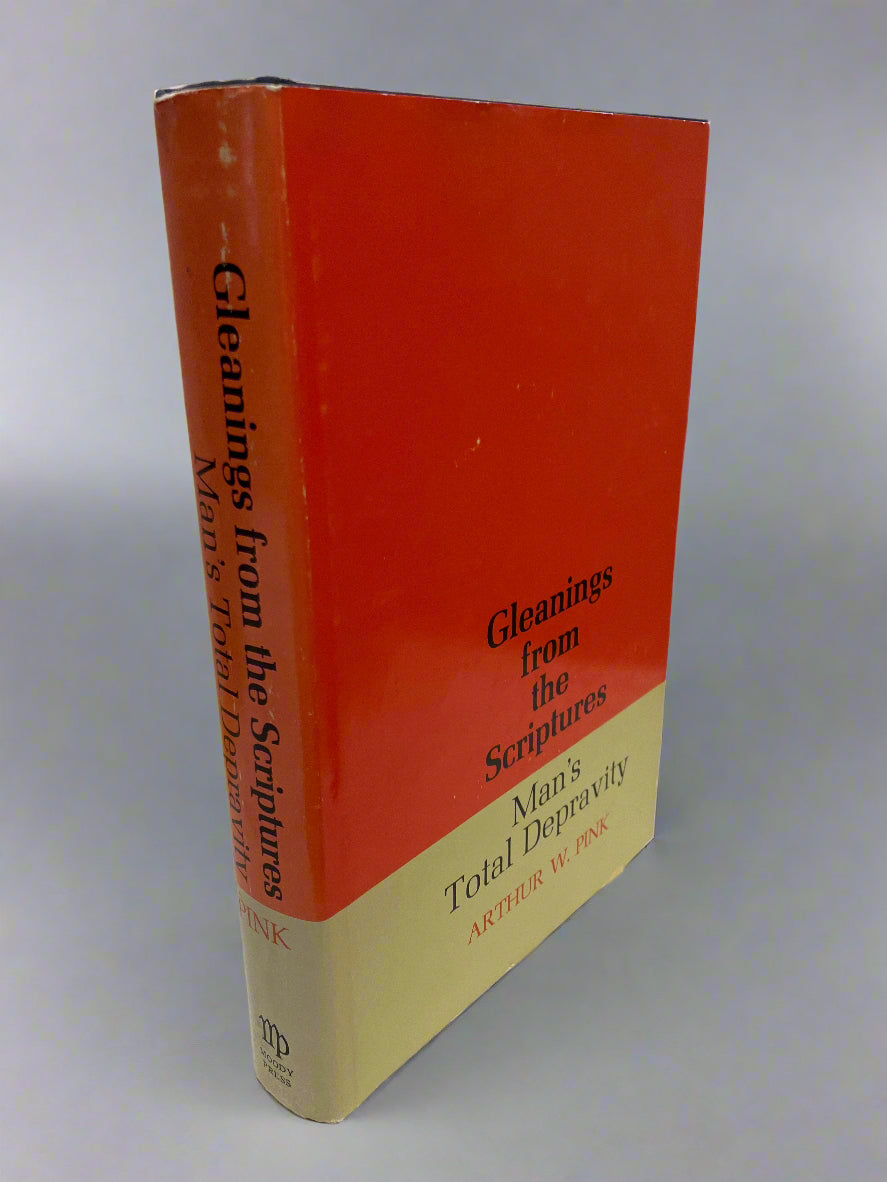 Gleanings from the Scriptures
Man's Total Depravity
PINK
mp
MOODY
PRESS
Gleanings
from
the
Scriptures
Man's
Total Depravity
ARTHUR W. PINK